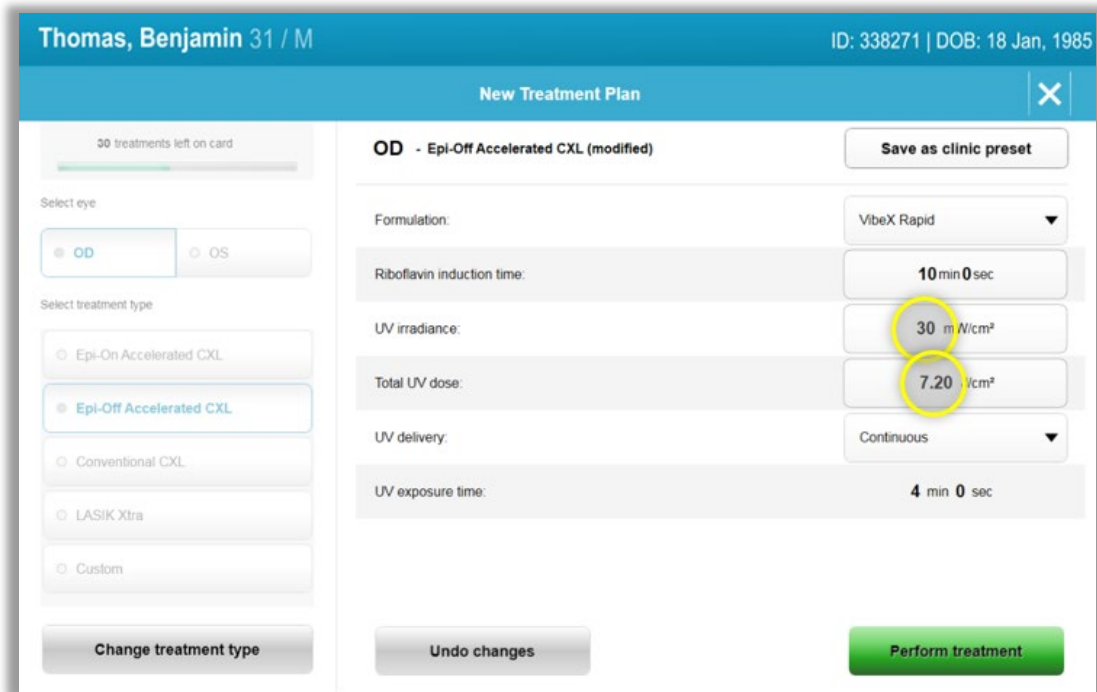 Thomas, Benjamin 31 / M
ID: 338271 | DOB: 18 Jan, 1985
New Treatment Plan
30 treatments left on card
Select eye
OD
OS
Select treatment type
Epi-On Accelerated CXL
Epi-Off Accelerated CXL
Conventional CXL
LASIK Xtra
Custom
Change treatment type
OD - Epi-Off Accelerated CXL (modified)
Save as clinic preset
Formulation: VibeX Rapid
Riboflavin induction time: 10 min 0 sec
UV irradiance: 30 mW/cm²
Total UV dose: 7.20 /cm²
UV delivery: Continuous
UV exposure time: 4 min 0 sec
Undo changes
Perform treatment